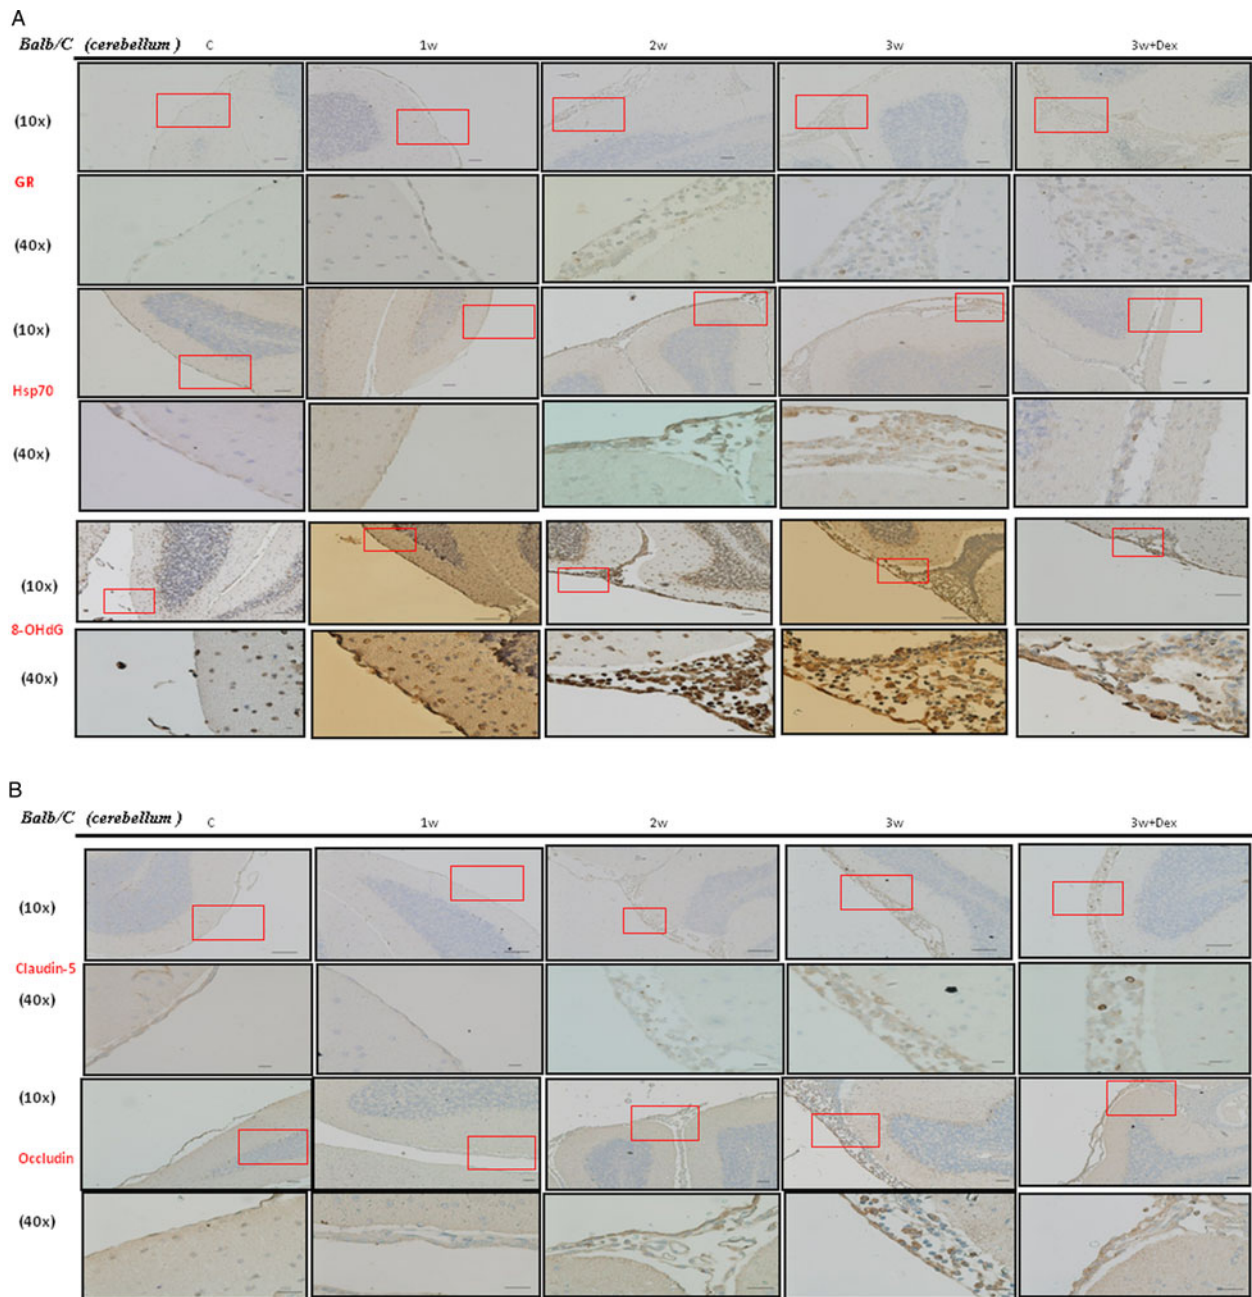 A
Balb/C (cerebellum) C 1w 2w 3w 3w+Dex
(10x)
GR
(40x)
(10x)
Hsp70
(40x)
(10x)
8-OHdG
(40x)
B
Balb/C (cerebellum) C 1w 2w 3w 3w+Dex
(10x)
Claudin-5
(40x)
(10x)
Occludin
(40x)